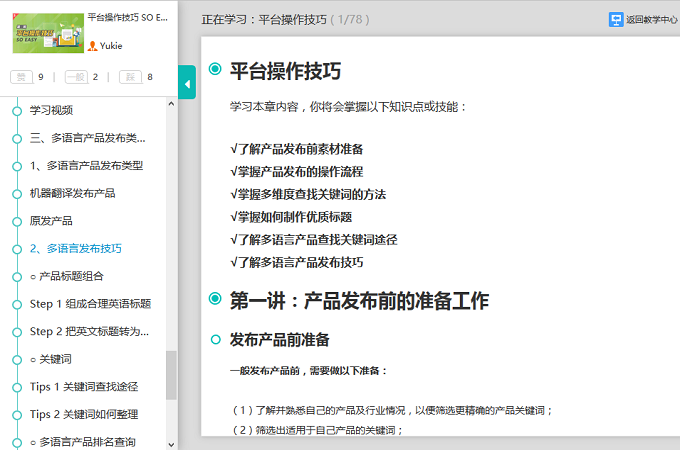 平台操作技巧 SO E...
平台操作技巧
SO EASY
Yukie
赞 9 | 一般 2 | 踩 8
学习视频
三、多语言产品发布类...
1、多语言产品发布类型
机器翻译发布产品
原发产品
2、多语言发布技巧
○ 产品标题组合
Step 1 组成合理英语标题
Step 2 把英文标题转为...
○ 关键词
Tips 1 关键词查找途径
Tips 2 关键词如何整理
○ 多语言产品排名查询
正在学习：平台操作技巧 ( 1/78 )
返回教学中心
平台操作技巧
学习本章内容，你将会掌握以下知识点或技能：
√了解产品发布前素材准备
√掌握产品发布的操作流程
√掌握多维度查找关键词的方法
√掌握如何制作优质标题
√了解多语言产品查找关键词途径
√了解多语言产品发布技巧
第一讲：产品发布前的准备工作
发布产品前准备
一般发布产品前，需要做以下准备：
（1）了解并熟悉自己的产品及行业情况，以便筛选更精确的产品关键词；
（2）筛选出适用于自己产品的关键词；